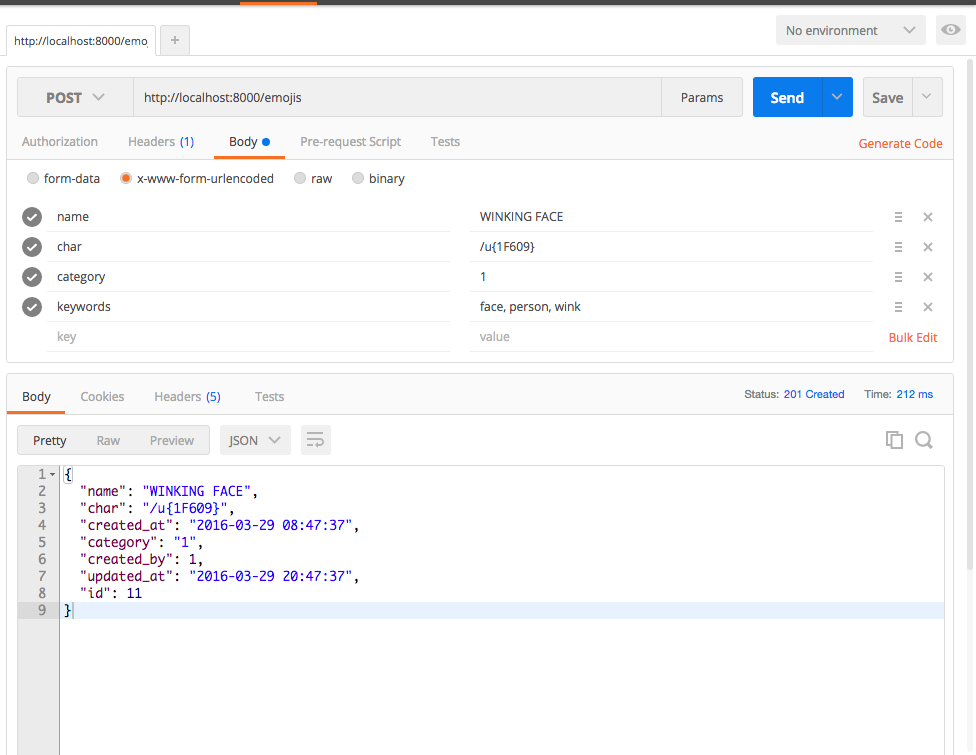 No environment
http://localhost:8000/emo
+
POST http://localhost:8000/emojis Params Send Save
Authorization Headers (1) Body Pre-request Script Tests Generate Code
form-data x-www-form-urlencoded raw binary
name WINKING FACE
char /u{1F609}
category 1
keywords face, person, wink
key value Bulk Edit
Body Cookies Headers (5) Tests Status: 201 Created Time: 212 ms
Pretty Raw Preview JSON
1 {
2 "name": "WINKING FACE",
3 "char": "/u{1F609}",
4 "created_at": "2016-03-29 08:47:37",
5 "category": "1",
6 "created_by": 1,
7 "updated_at": "2016-03-29 20:47:37",
8 "id": 11
9 }